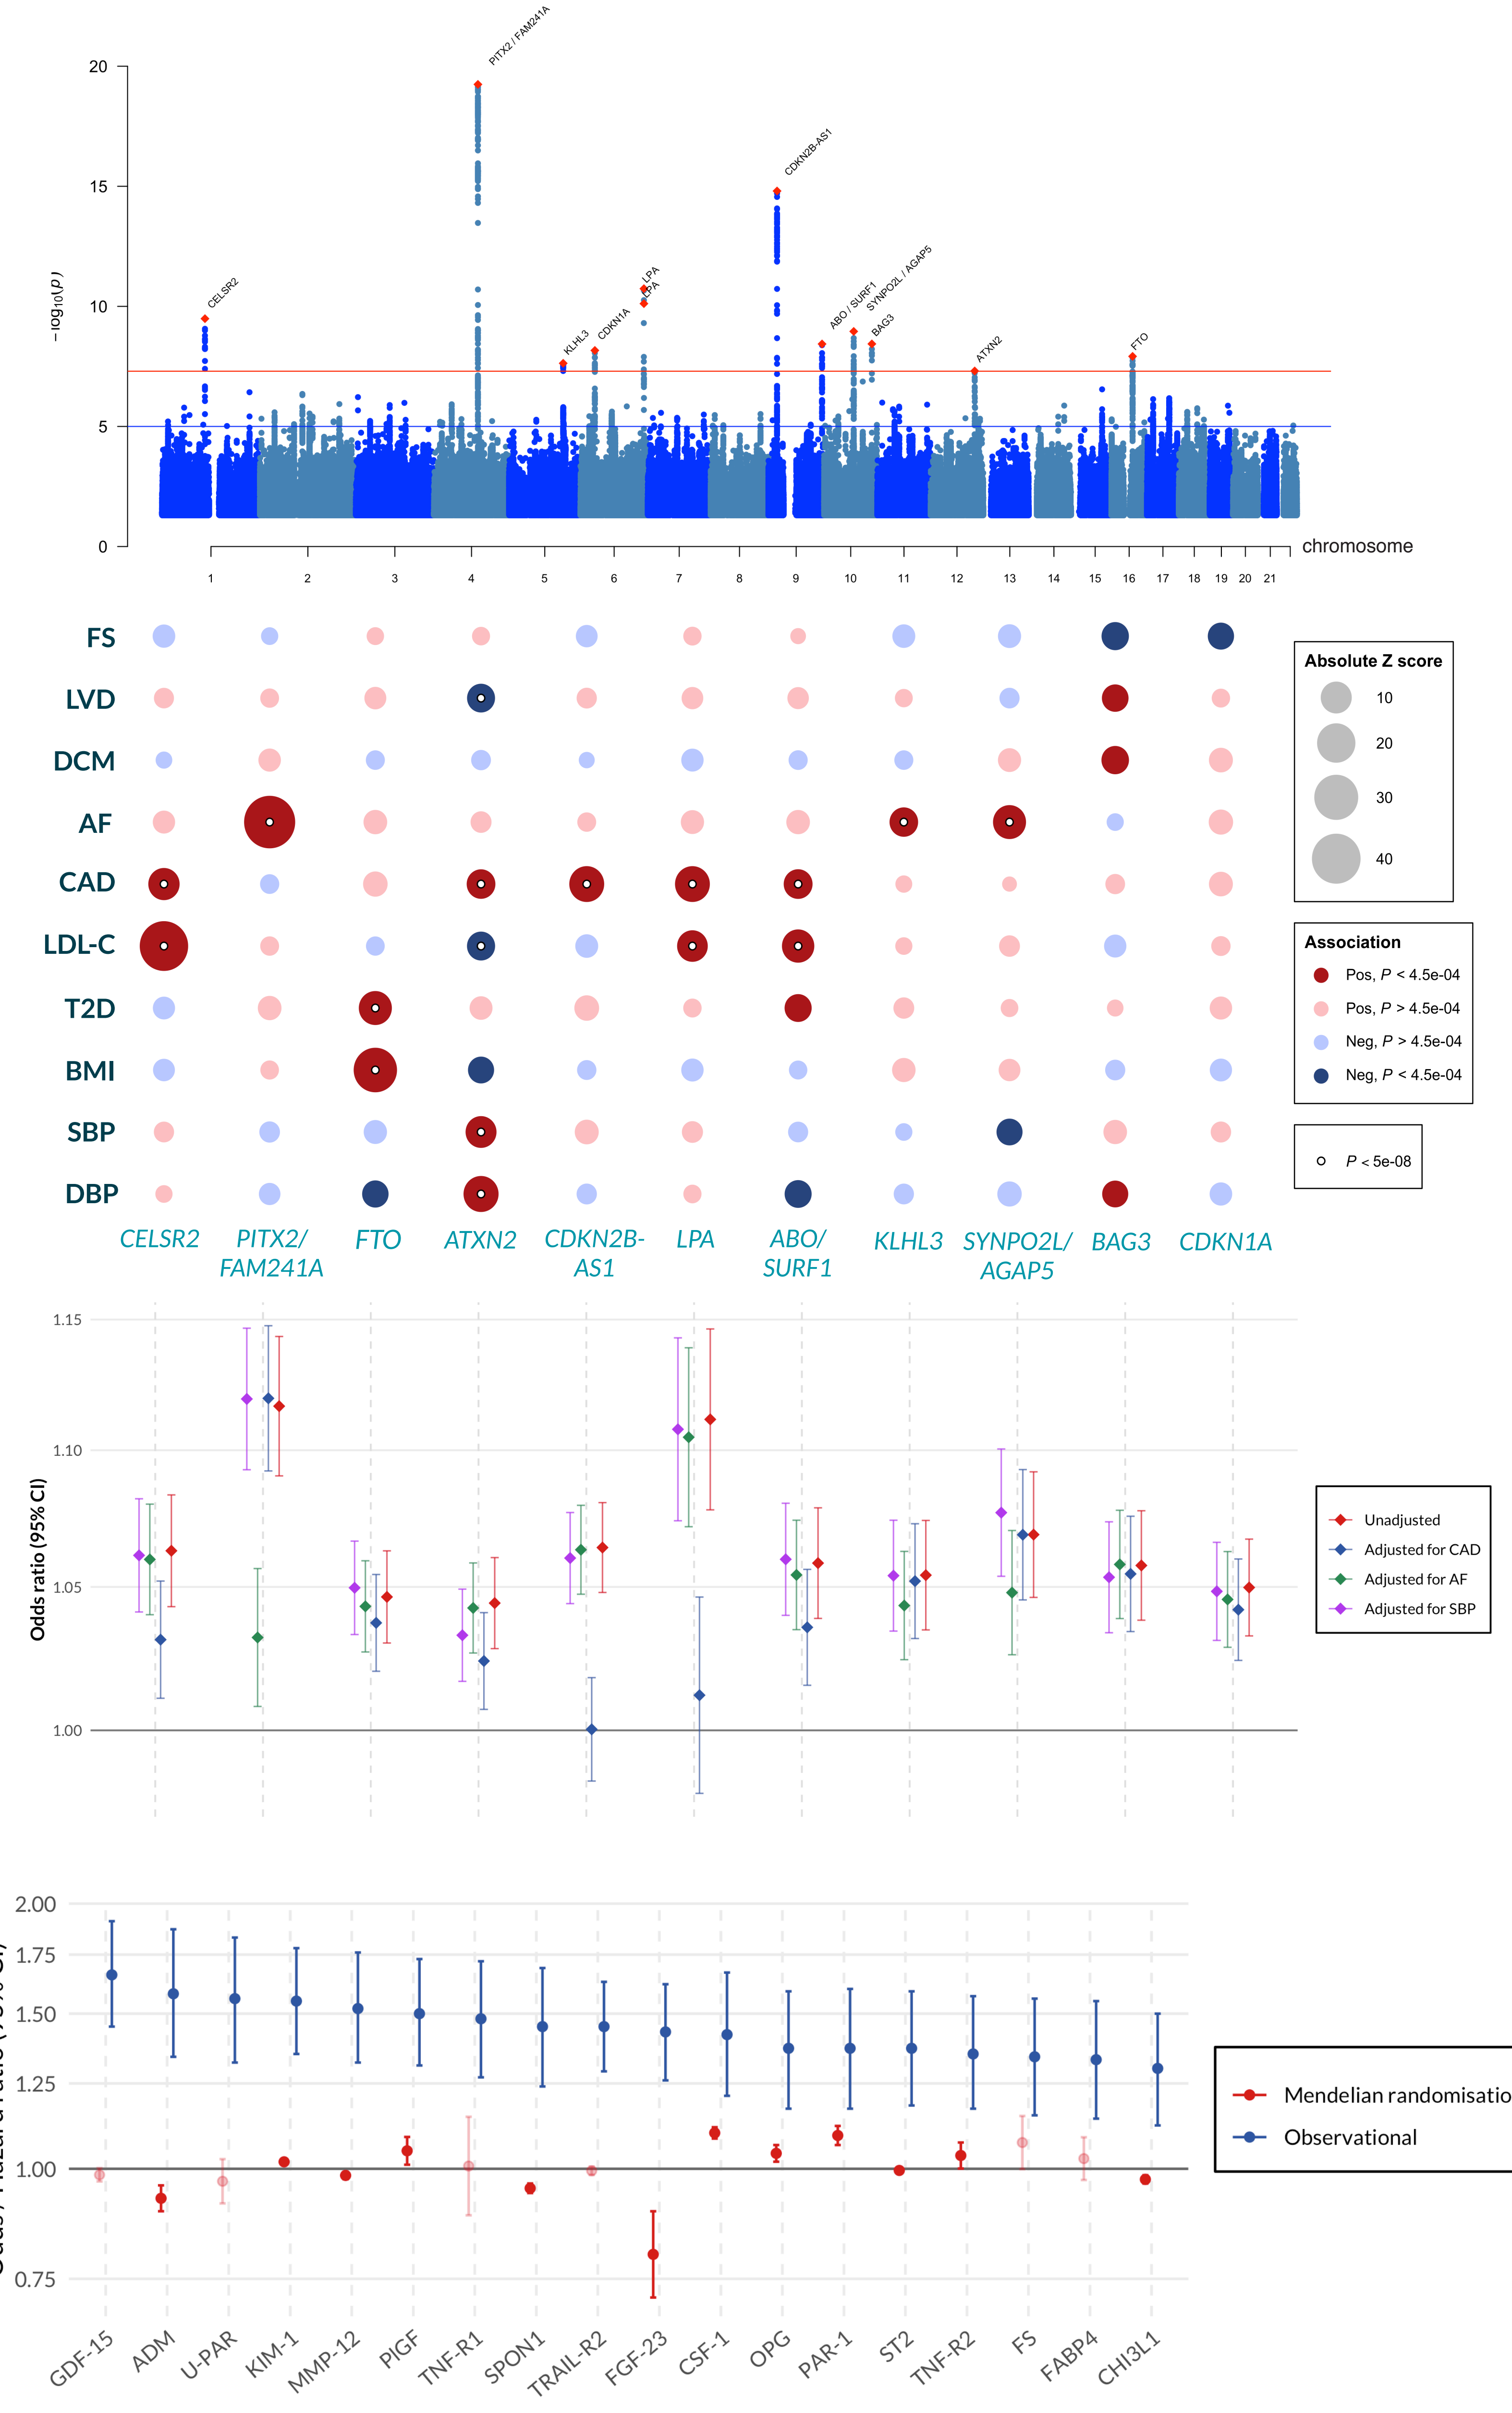 PITX2 / FAM241A
20
CDKN2B-AS1
15
SYNPO2L / AGAP5
LPA
CELSR2
LPA
ABO / SURF1
−log10(p)
10
KLHL3
CDKN1A
BAG3
ATXN2
FTO
5
0
chromosome
1 2 3 4 5 6 7 8 9 10 11 12 13 14 15 16 17 18 19 20 21
FS
LVD
DCM
AF
CAD
LDL-C
T2D
BMI
SBP
DBP
Absolute Z score
10
20
30
40
Association
Pos, P < 4.5e-04
Pos, P > 4.5e-04
Neg, P > 4.5e-04
Neg, P < 4.5e-04
P < 5e-08
CELSR2 PITX2/ FTO ATXN2 CDKN2B- LPA ABO/ KLHL3 SYNPO2L/ BAG3 CDKN1A
FAM241A AS1 SURF1 AGAP5
1.15
1.10
1.05
1.00
Odds ratio (95% CI)
Unadjusted
Adjusted for CAD
Adjusted for AF
Adjusted for SBP
2.00
1.75
1.50
1.25
1.00
0.75
Mendelian randomisatio
Observational
GDF-15 ADM U-PAR KIM-1 MMP-12 PlGF TNF-R1 SPON1 TRAIL-R2 FGF-23 CSF-1 OPG PAR-1 ST2 TNF-R2 FS FABP4 CHI3L1